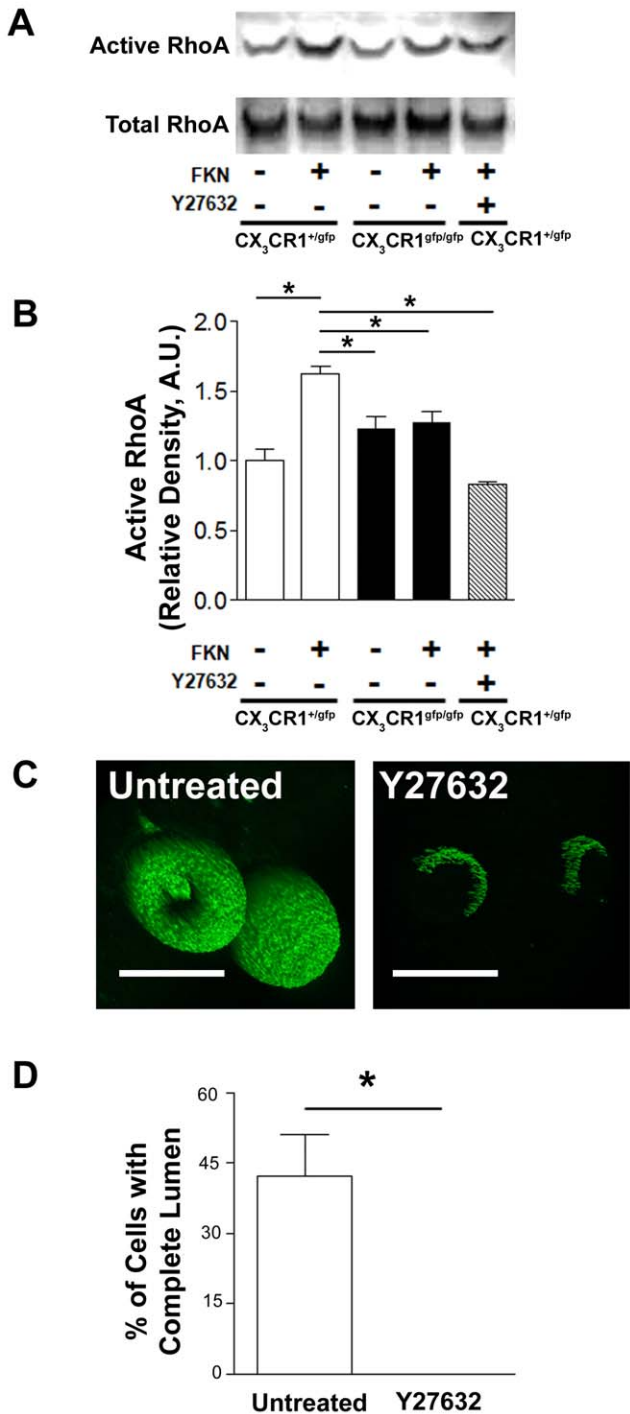 A
Active RhoA
Total RhoA
FKN - + - + +
Y27632 - - - - +
CX3CR1+/gfp CX3CR1gfp/gfp CX3CR1+/gfp
B
* * * *
Active RhoA
(Relative Density, A.U.)
2.0
1.5
1.0
0.5
0.0
FKN - + - + +
Y27632 - - - - +
CX3CR1+/gfp CX3CR1gfp/gfp CX3CR1+/gfp
C
Untreated Y27632
D
*
% of Cells with
Complete Lumen
60
45
30
15
0
Untreated Y27632